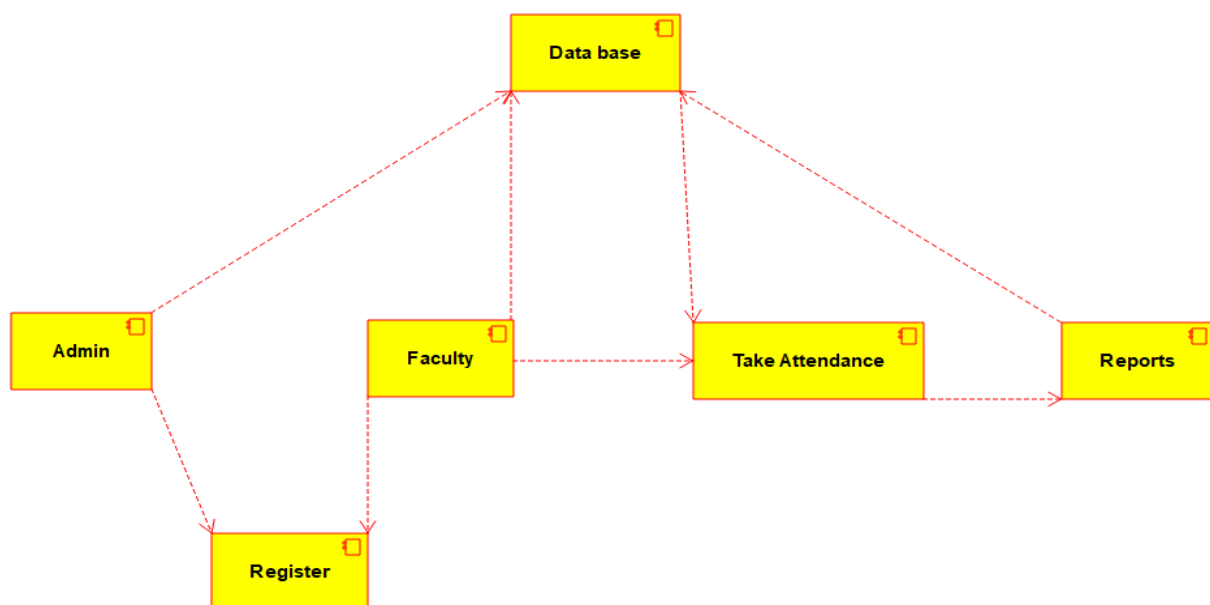 Data base
Admin
Faculty
Take Attendance
Reports
Register